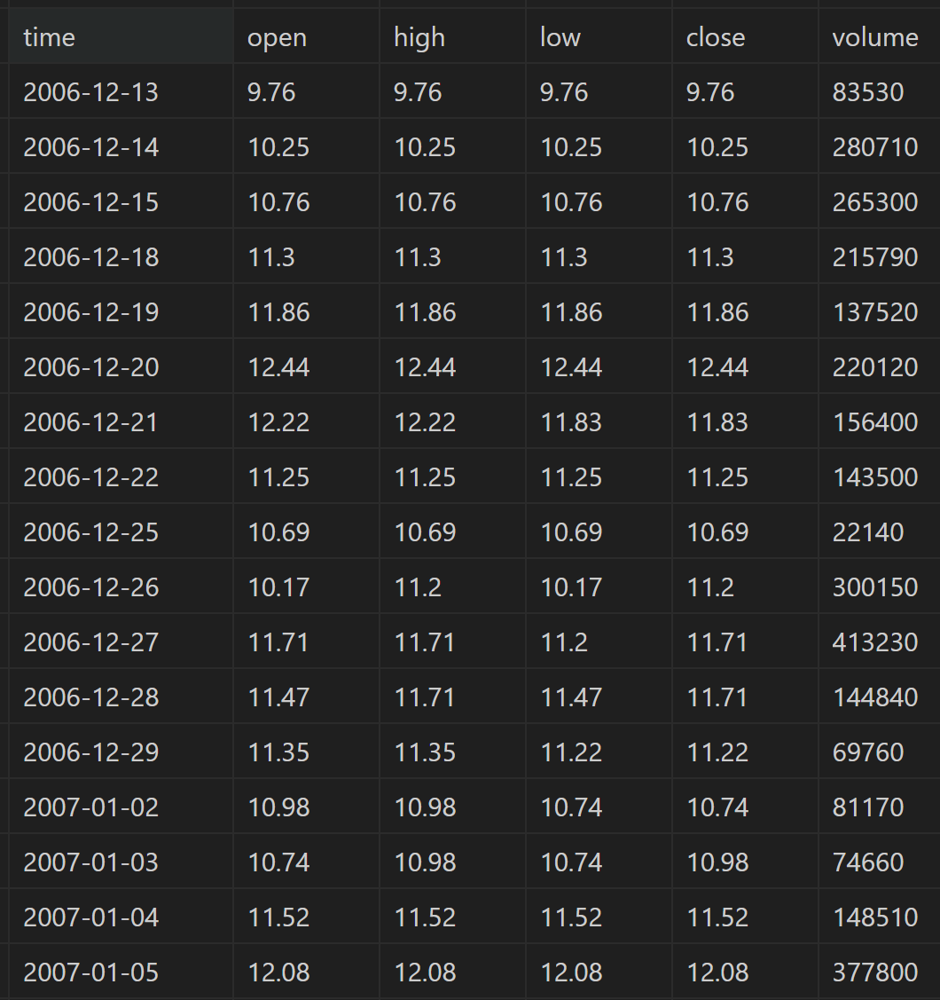 time open high low close volume
2006-12-13 9.76 9.76 9.76 9.76 83530
2006-12-14 10.25 10.25 10.25 10.25 280710
2006-12-15 10.76 10.76 10.76 10.76 265300
2006-12-18 11.3 11.3 11.3 11.3 215790
2006-12-19 11.86 11.86 11.86 11.86 137520
2006-12-20 12.44 12.44 12.44 12.44 220120
2006-12-21 12.22 12.22 11.83 11.83 156400
2006-12-22 11.25 11.25 11.25 11.25 143500
2006-12-25 10.69 10.69 10.69 10.69 22140
2006-12-26 10.17 11.2 10.17 11.2 300150
2006-12-27 11.71 11.71 11.2 11.71 413230
2006-12-28 11.47 11.71 11.47 11.71 144840
2006-12-29 11.35 11.35 11.22 11.22 69760
2007-01-02 10.98 10.98 10.74 10.74 81170
2007-01-03 10.74 10.98 10.74 10.98 74660
2007-01-04 11.52 11.52 11.52 11.52 148510
2007-01-05 12.08 12.08 12.08 12.08 377800